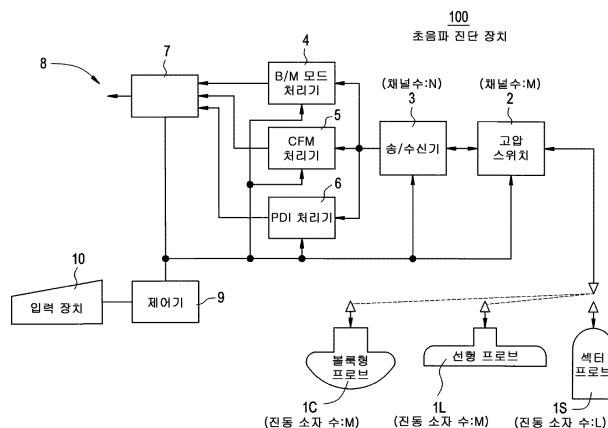 100
초음파 진단 장치
7
8
4
B/M 모드
처리기
5
CFM
처리기
6
PDI 처리기
(채널수:N)
3
송/수신기
(채널수:M)
2
고압
스위치
10
입력 장치
제어기
9
볼록형
프로브
1C
(진동 소자 수:M)
선형 프로브
1L
(진동 소자 수:M)
섹터
프로브
1S
(진동 소자 수:L)